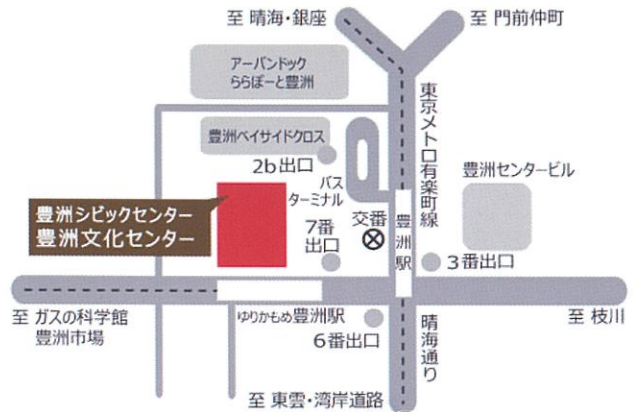 至 晴海・銀座
至 門前仲町
アーバンドック
ららぽーと豊洲
東京メトロ有楽町線
豊洲ベイサイドクロス
2b出口
バス
ターミナル
豊洲センタービル
豊洲シビックセンター
豊洲文化センター
7番
出口
交番
豊洲駅
3番出口
至 ガスの科学館
豊洲市場
ゆりかもめ豊洲駅
6番出口
晴海通り
至 枝川
至 東雲・湾岸道路